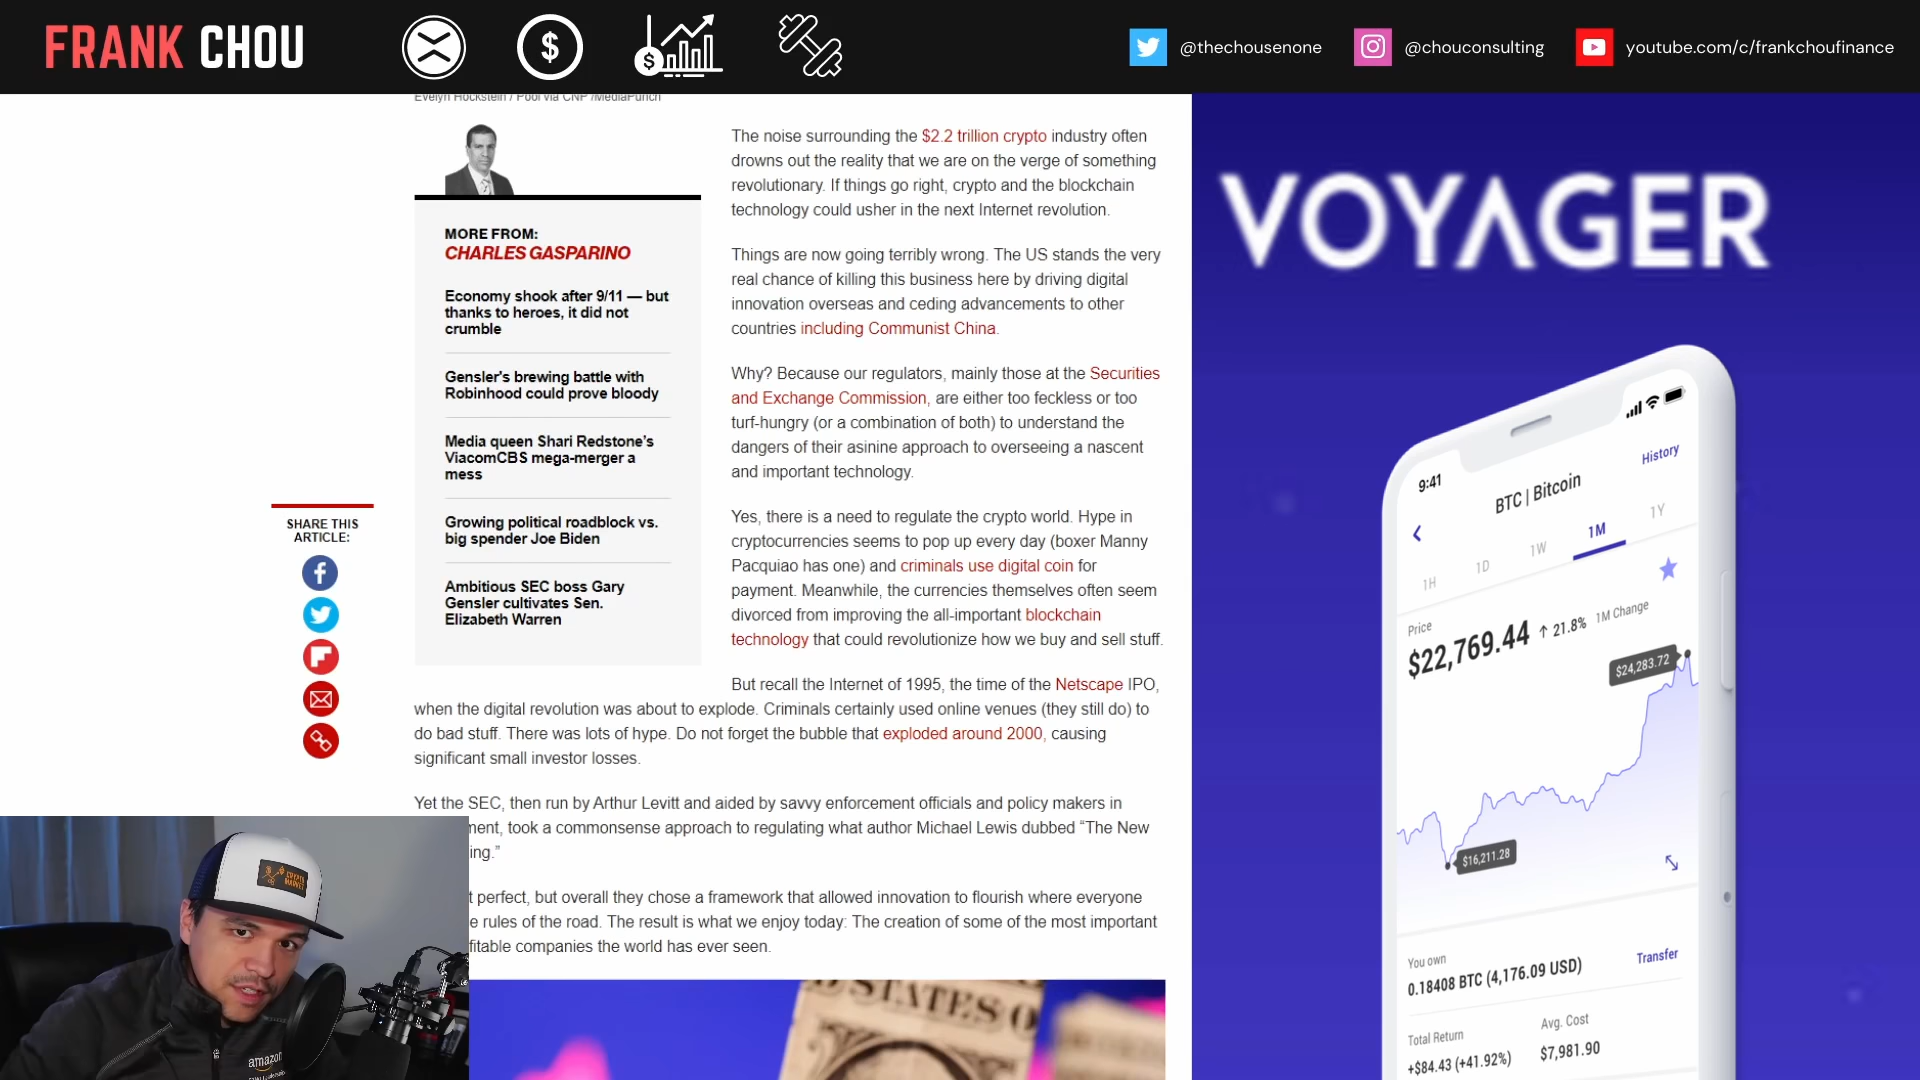 FRANK CHOU
@thechousenone
@chouconsulting
youtube.com/c/frankchoufinance
Evelyn Hockstein / Pool via CNP /MediaPunch
MORE FROM:
CHARLES GASPARINO
Economy shook after 9/11 — but
thanks to heroes, it did not
crumble
Gensler's brewing battle with
Robinhood could prove bloody
Media queen Shari Redstone's
ViacomCBS mega-merger a
mess
Growing political roadblock vs.
big spender Joe Biden
Ambitious SEC boss Gary
Gensler cultivates Sen.
Elizabeth Warren
SHARE THIS
ARTICLE:
The noise surrounding the $2.2 trillion crypto industry often
drowns out the reality that we are on the verge of something
revolutionary. If things go right, crypto and the blockchain
technology could usher in the next Internet revolution.
Things are now going terribly wrong. The US stands the very
real chance of killing this business here by driving digital
innovation overseas and ceding advancements to other
countries including Communist China.
Why? Because our regulators, mainly those at the Securities
and Exchange Commission, are either too feckless or too
turf-hungry (or a combination of both) to understand the
dangers of their asinine approach to overseeing a nascent
and important technology.
Yes, there is a need to regulate the crypto world. Hype in
cryptocurrencies seems to pop up every day (boxer Manny
Pacquiao has one) and criminals use digital coin for
payment. Meanwhile, the currencies themselves often seem
divorced from improving the all-important blockchain
technology that could revolutionize how we buy and sell stuff.
But recall the Internet of 1995, the time of the Netscape IPO,
when the digital revolution was about to explode. Criminals certainly used online venues (they still do) to
do bad stuff. There was lots of hype. Do not forget the bubble that exploded around 2000, causing
significant small investor losses.
Yet the SEC, then run by Arthur Levitt and aided by savvy enforcement officials and policy makers in
ment, took a commonsense approach to regulating what author Michael Lewis dubbed “The New
ing.”
t perfect, but overall they chose a framework that allowed innovation to flourish where everyone
e rules of the road. The result is what we enjoy today: The creation of some of the most important
fitable companies the world has ever seen.
STATES O
CRYPTO
MARKET
amazon
VOYAGER
9:41
History
BTC | Bitcoin
1H
1D
1W
1M
1Y
Price
$22,769.44 ↑ 21.8% 1M Change
$24,283.72
$16,211.28
You own
0.18408 BTC (4,176.09 USD)
Transfer
Total Return
+$84.43 (+41.92%)
Avg. Cost
$7,981.90